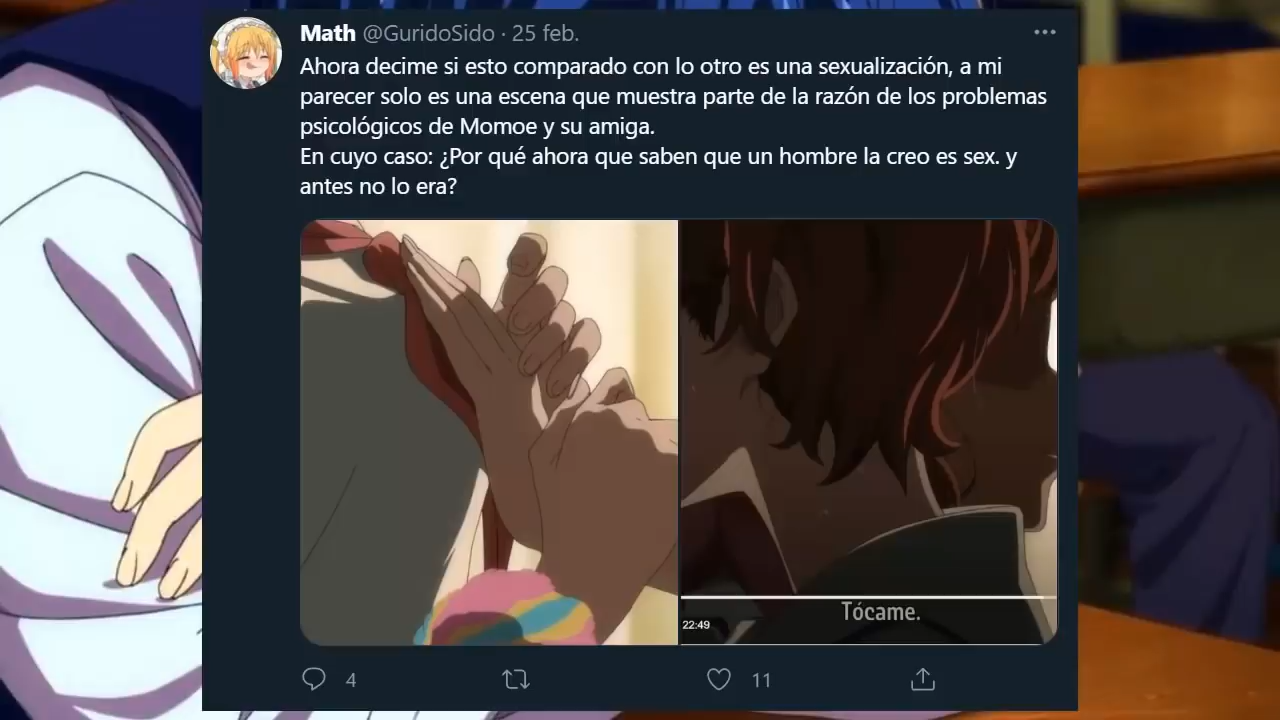 Math @GuridoSido · 25 feb.
Ahora decime si esto comparado con lo otro es una sexualización, a mi
parecer solo es una escena que muestra parte de la razón de los problemas
psicológicos de Momoe y su amiga.
En cuyo caso: ¿Por qué ahora que saben que un hombre la creo es sex. y
antes no lo era?
Tócame.
22:49
4
11